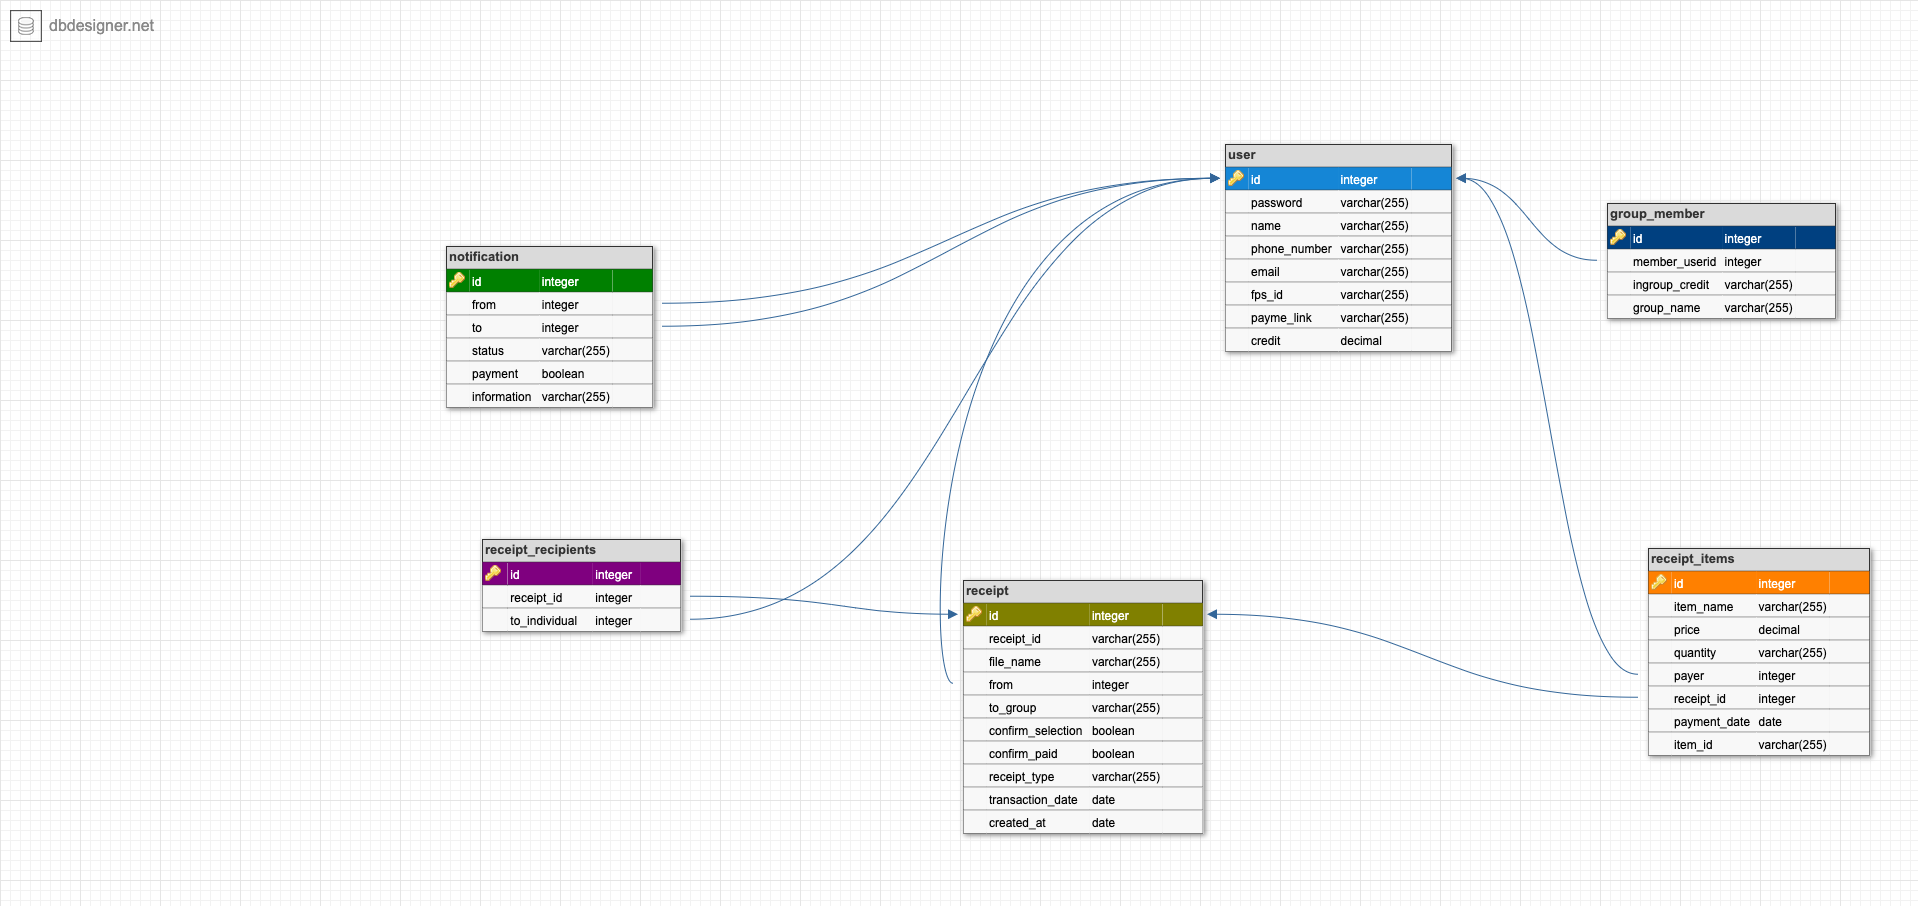 dbdesigner.net
user
id integer
password varchar(255)
name varchar(255)
phone_number varchar(255)
email varchar(255)
fps_id varchar(255)
payme_link varchar(255)
credit decimal
group_member
id integer
member_userid integer
ingroup_credit varchar(255)
group_name varchar(255)
notification
id integer
from integer
to integer
status varchar(255)
payment boolean
information varchar(255)
receipt_recipients
id integer
receipt_id integer
to_individual integer
receipt
id integer
receipt_id varchar(255)
file_name varchar(255)
from integer
to_group varchar(255)
confirm_selection boolean
confirm_paid boolean
receipt_type varchar(255)
transaction_date date
created_at date
receipt_items
id integer
item_name varchar(255)
price decimal
quantity varchar(255)
payer integer
receipt_id integer
payment_date date
item_id varchar(255)